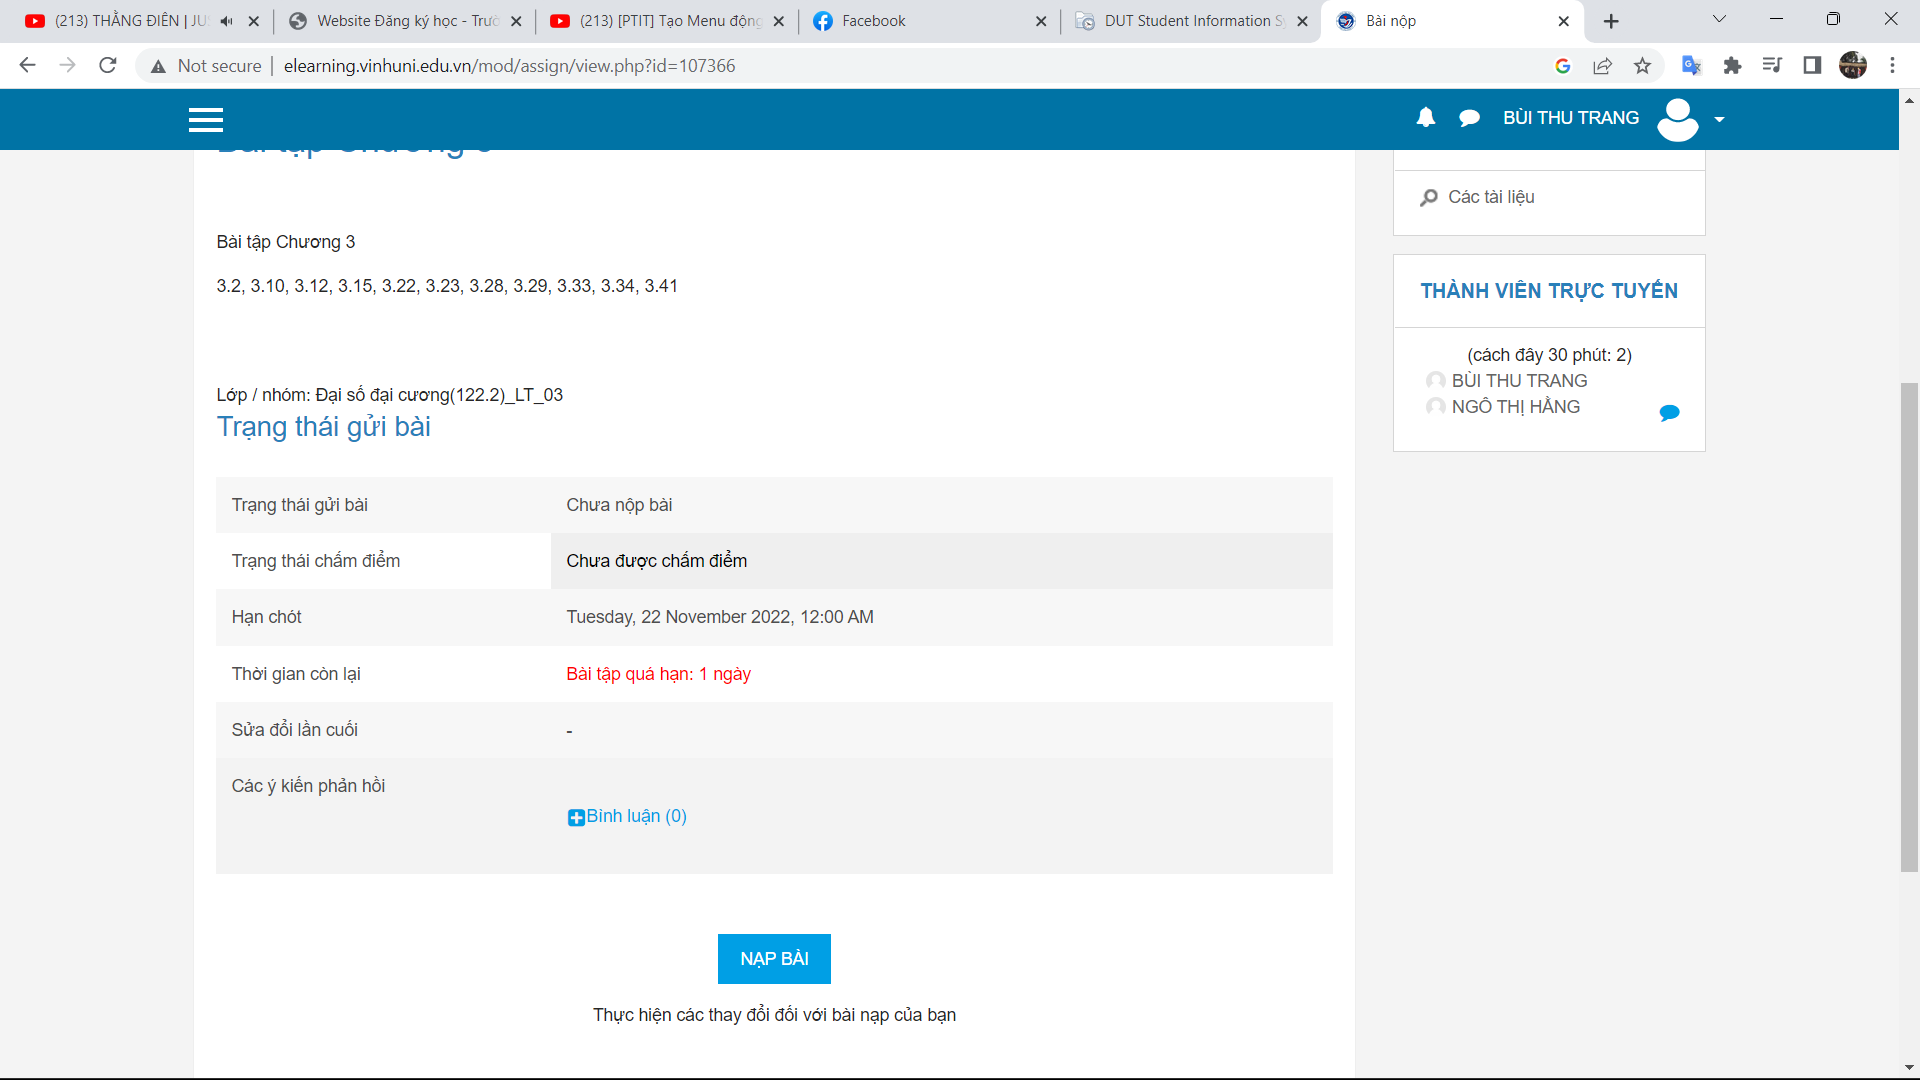 (213) THẰNG ĐIÊN | JU
Website Đăng ký học - Trườ
(213) [PTIT] Tạo Menu động
Facebook
DUT Student Information Sy
Bài nộp
Not secure
elearning.vinhuni.edu.vn/mod/assign/view.php?id=107366
BÙI THU TRANG
Bài tập Chương 3
Các tài liệu
Bài tập Chương 3
3.2, 3.10, 3.12, 3.15, 3.22, 3.23, 3.28, 3.29, 3.33, 3.34, 3.41
THÀNH VIÊN TRỰC TUYẾN
(cách đây 30 phút: 2)
BÙI THU TRANG
NGÔ THỊ HẰNG
Lớp / nhóm: Đại số đại cương(122.2)_LT_03
Trạng thái gửi bài
Trạng thái gửi bài Chưa nộp bài
Trạng thái chấm điểm Chưa được chấm điểm
Hạn chót Tuesday, 22 November 2022, 12:00 AM
Thời gian còn lại Bài tập quá hạn: 1 ngày
Sửa đổi lần cuối -
Các ý kiến phản hồi
Bình luận (0)
NẠP BÀI
Thực hiện các thay đổi đối với bài nạp của bạn